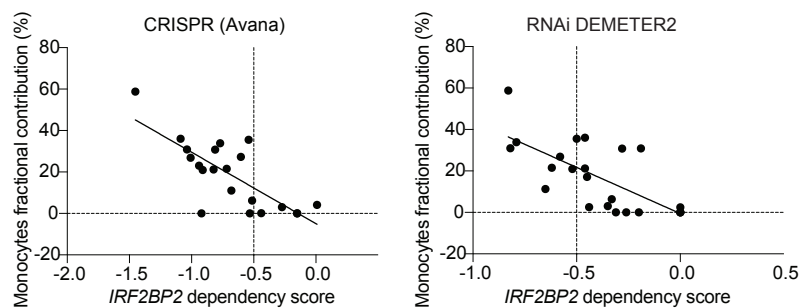 CRISPR (Avana)
Monocytes fractional contribution (%)
80
60
40
20
0
-20
-2.0 -1.5 -1.0 -0.5 0.0
IRF2BP2 dependency score
RNAi DEMETER2
Monocytes fractional contribution (%)
80
60
40
20
0
-20
-1.0 -0.5 0.0 0.5
IRF2BP2 dependency score